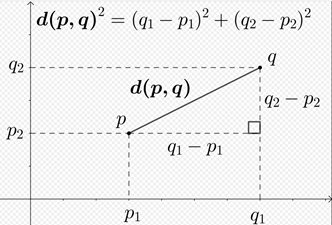 d(p, q)² = (q₁ − p₁)² + (q₂ − p₂)²
q₂
q
d(p, q)
q₂ − p₂
p
p₂
q₁ − p₁
p₁
q₁